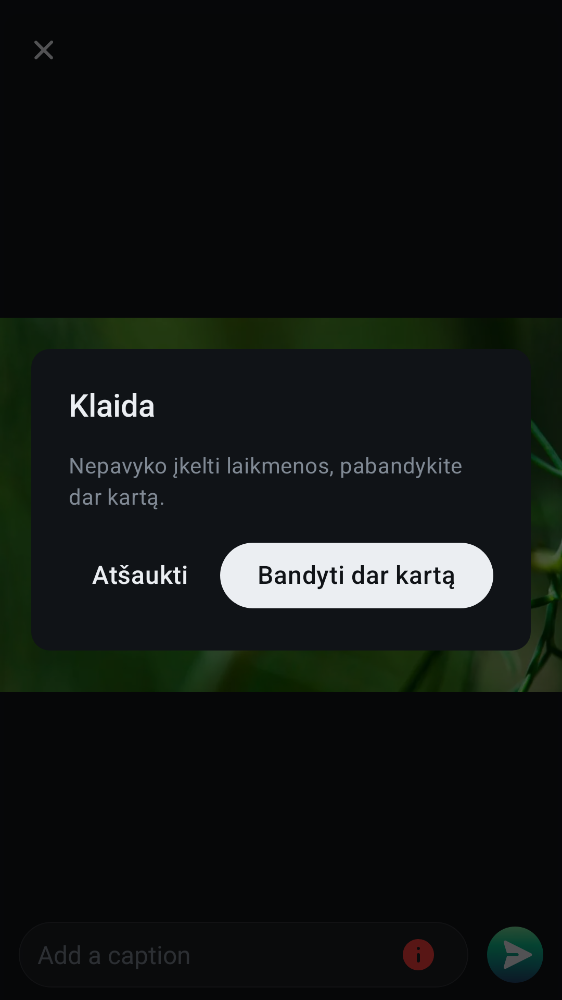 Klaida
Nepavyko įkelti laikmenos, pabandykite
dar kartą.
Atšaukti
Bandyti dar kartą
Add a caption